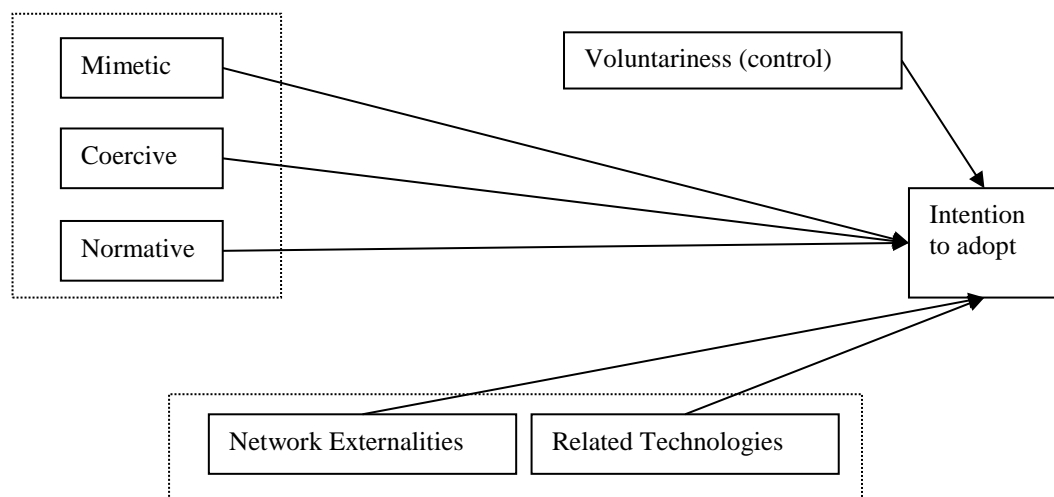 Mimetic
Voluntariness (control)
Coercive
Normative
Intention
to adopt
Network Externalities
Related Technologies